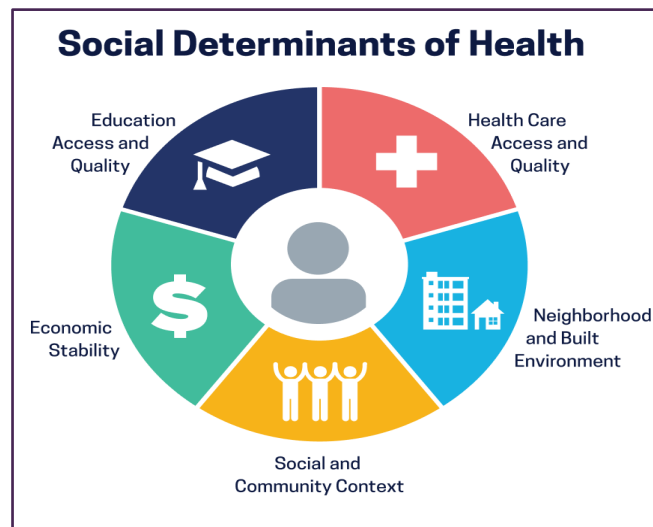 Social Determinants of Health
Education
Access and
Quality
Health Care
Access and
Quality
Economic
Stability
Neighborhood
and Built
Environment
Social and
Community Context